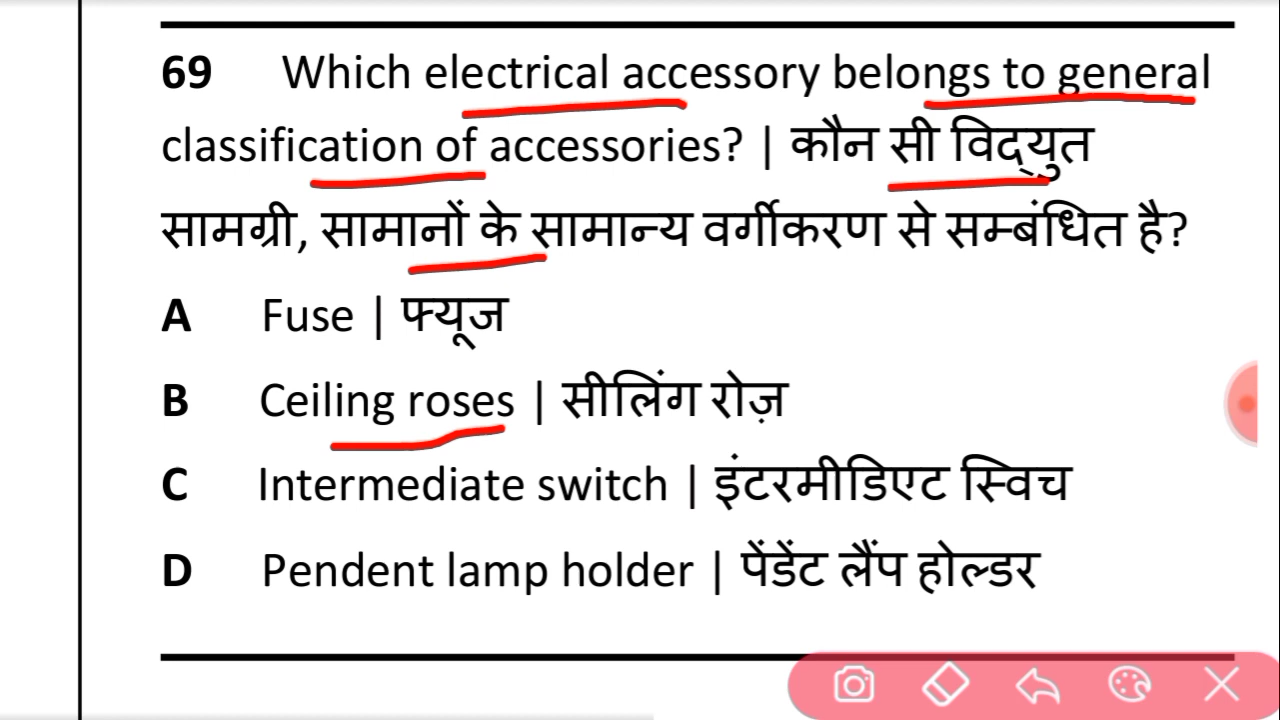 69 Which electrical accessory belongs to general
classification of accessories? | कौन सी विद्‌युत
सामग्री, सामानों के सामान्य वर्गीकरण से सम्बंधित है?
A Fuse | फ्यूज
B Ceiling roses | सीलिंग रोज़
C Intermediate switch | इंटरमीडिएट स्विच
D Pendent lamp holder | पेंडेंट लैंप होल्डर